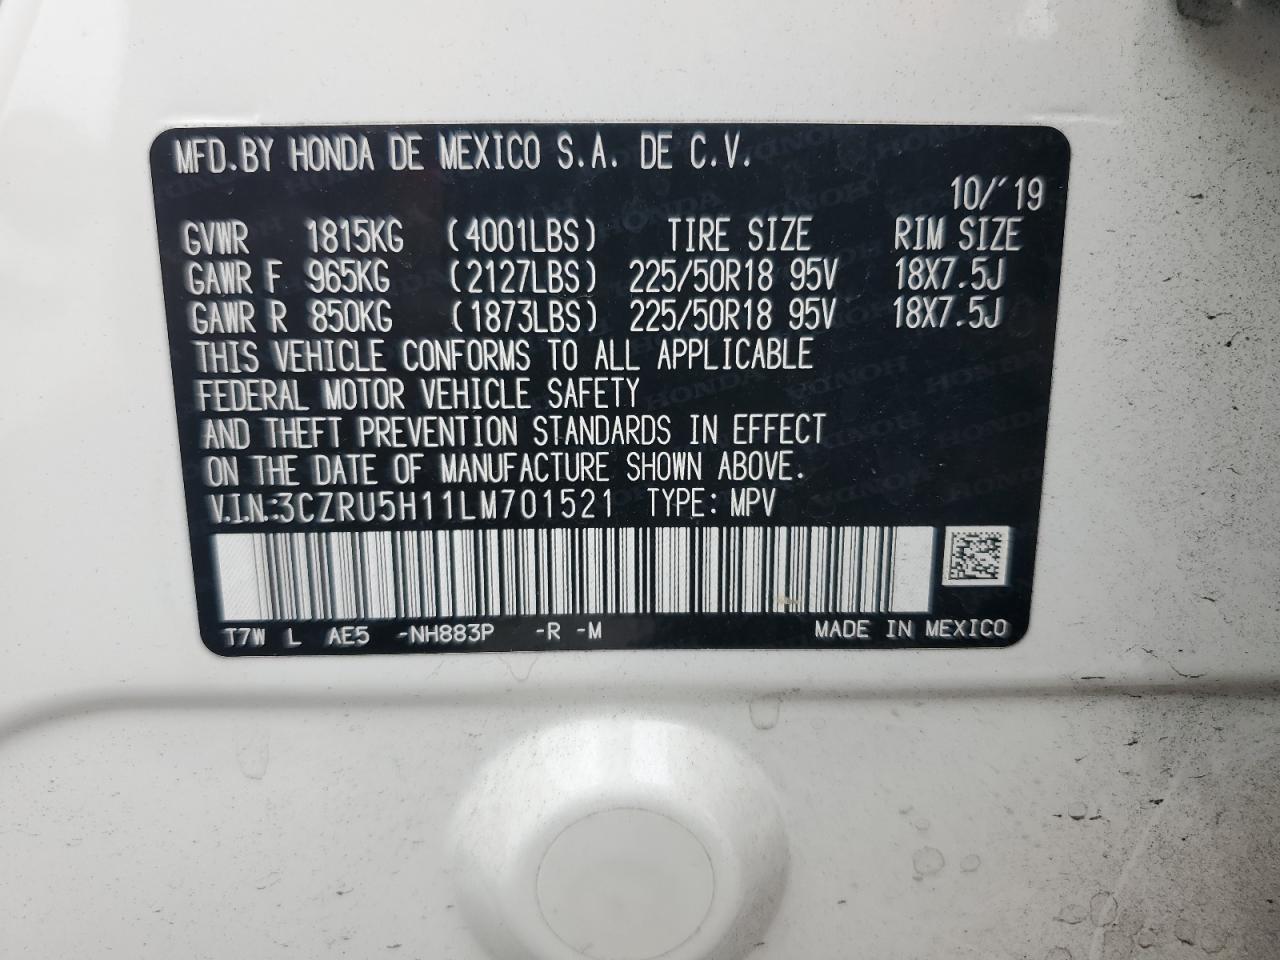 MFD.BY HONDA DE MEXICO S.A. DE C.V.
10/'19
GVWR 1815KG (4001LBS) TIRE SIZE RIM SIZE
GAWR F 965KG (2127LBS) 225/50R18 95V 18X7.5J
GAWR R 850KG (1873LBS) 225/50R18 95V 18X7.5J
THIS VEHICLE CONFORMS TO ALL APPLICABLE
FEDERAL MOTOR VEHICLE SAFETY
AND THEFT PREVENTION STANDARDS IN EFFECT
ON THE DATE OF MANUFACTURE SHOWN ABOVE.
V.I.N.:3CZRU5H11LM701521 TYPE: MPV
T7W L AE5 -NH883P -R -M MADE IN MEXICO